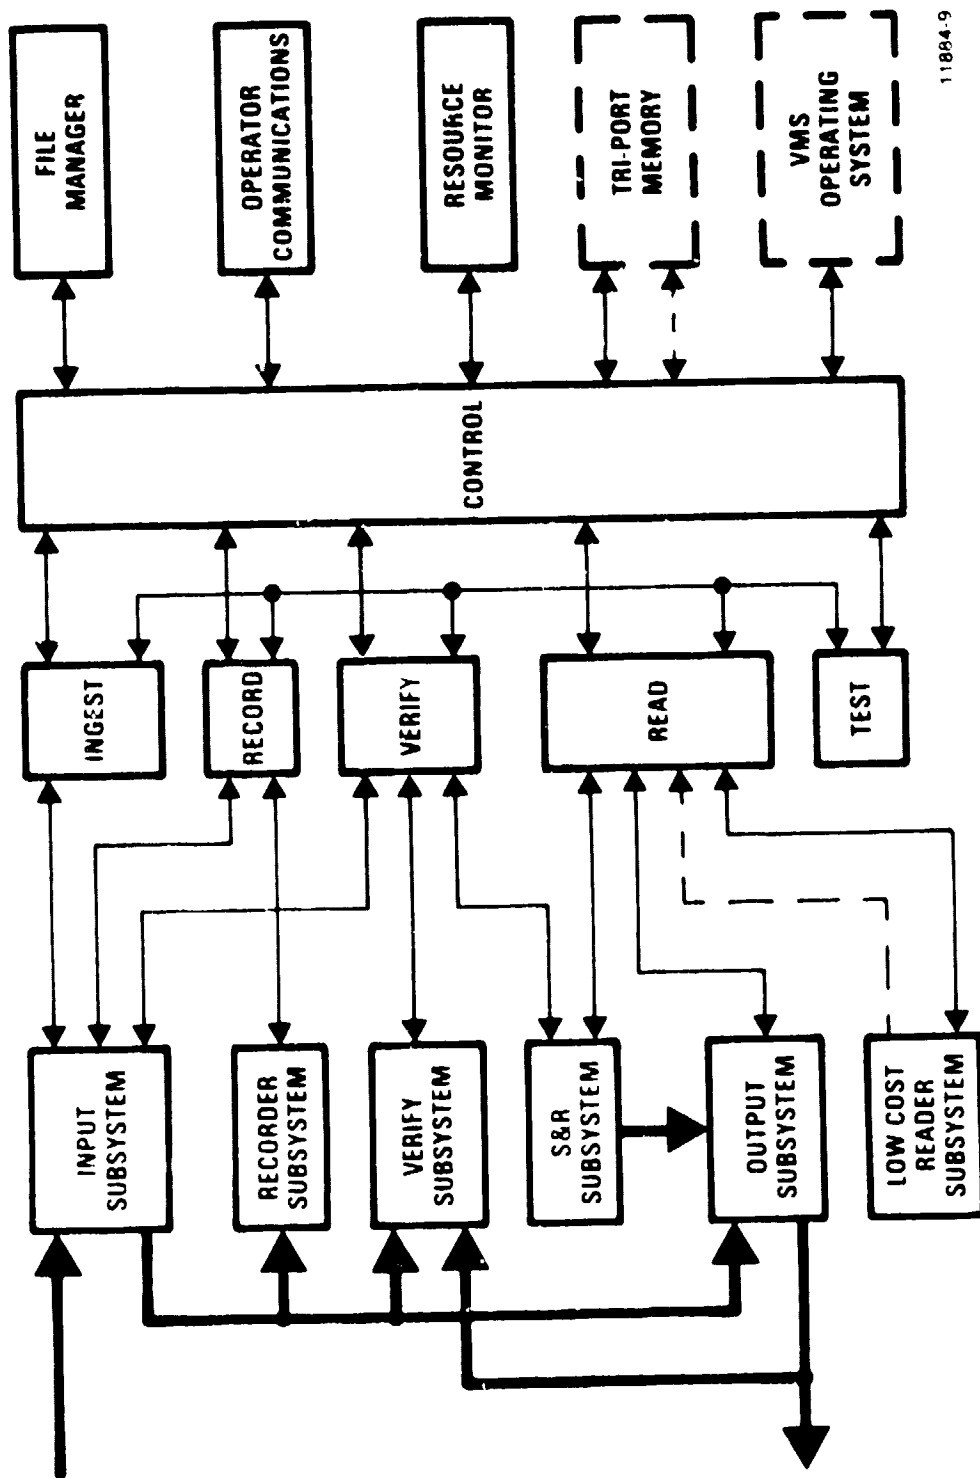 INPUT
SUBSYSTEM
RECORDER
SUBSYSTEM
VERIFY
SUBSYSTEM
S&R
SUBSYSTEM
OUTPUT
SUBSYSTEM
LOW COST
READER
SUBSYSTEM
INGEST
RECORD
VERIFY
READ
TEST
CONTROL
FILE
MANAGER
OPERATOR
COMMUNICATIONS
RESOURCE
MONITOR
TRI-PORT
MEMORY
VMS
OPERATING
SYSTEM
11884-9